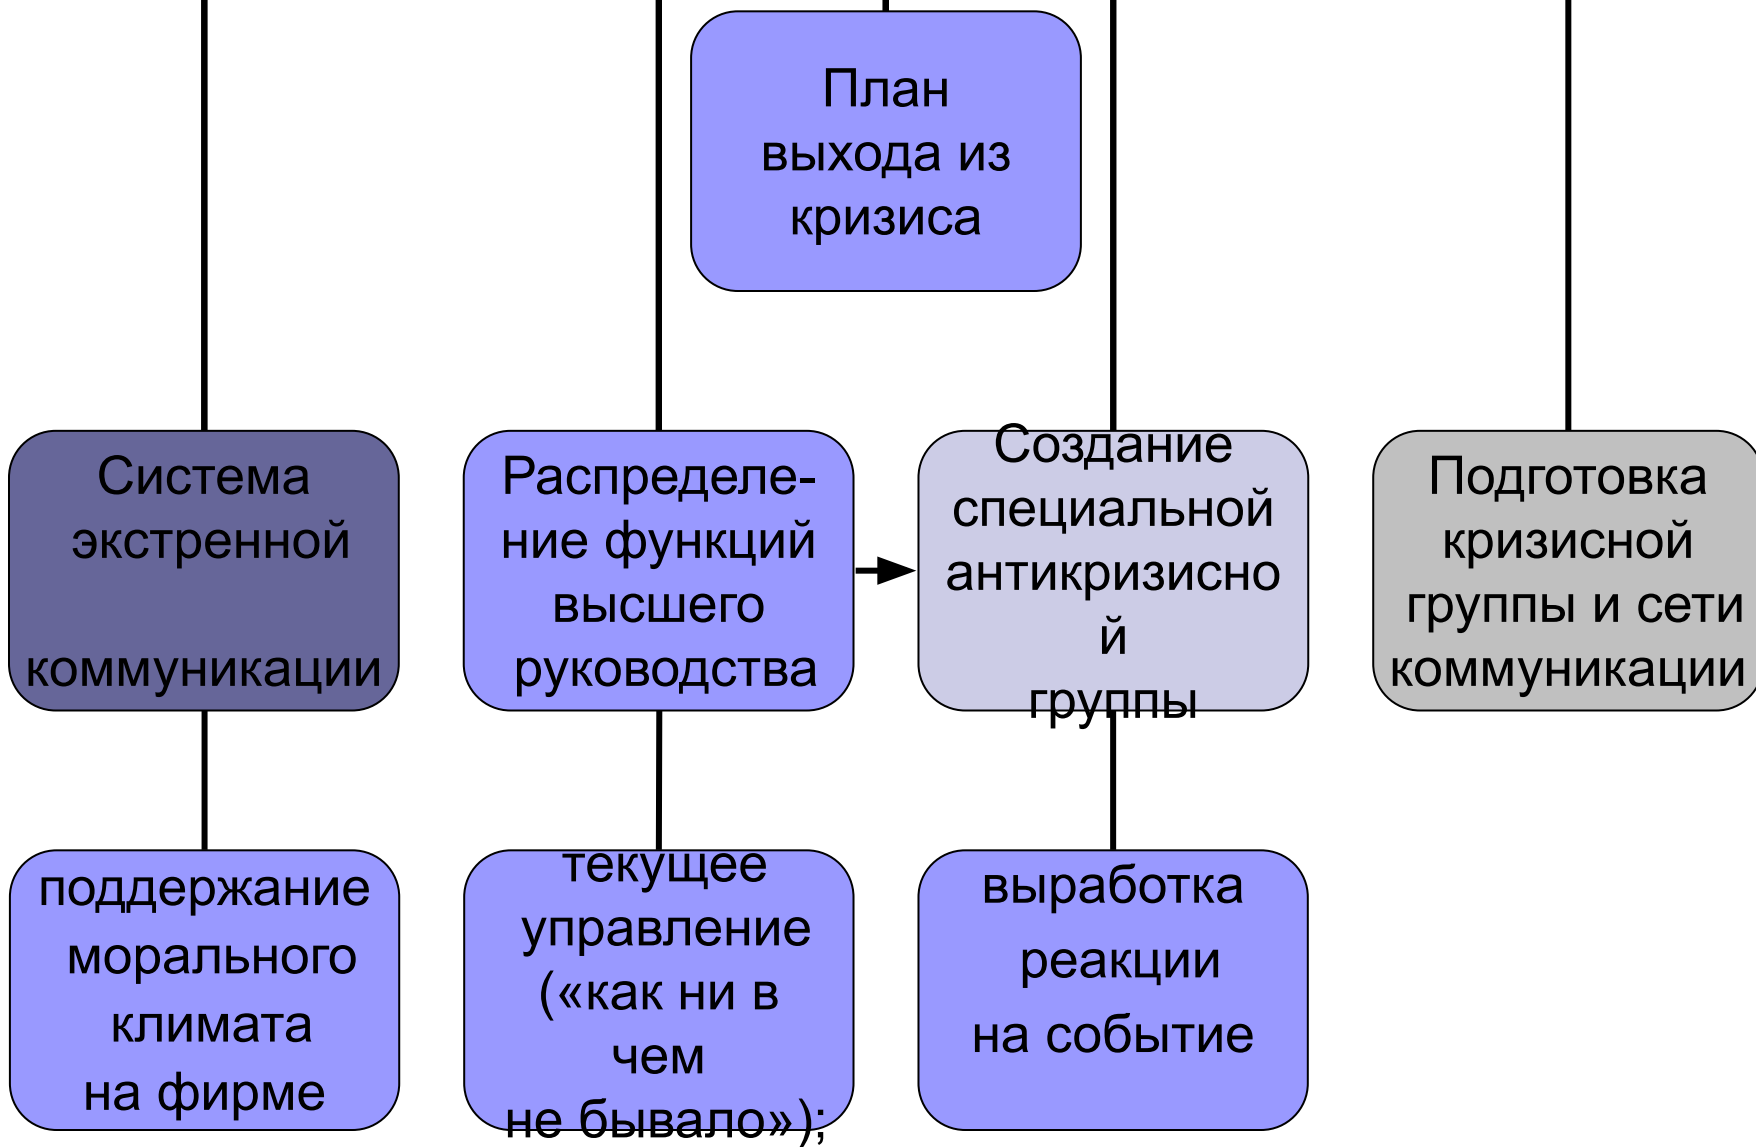 План
выхода из
кризиса
Система
экстренной
коммуникации
Распределе-
ние функций
высшего
руководства
Создание
специальной
антикризисно
й
группы
Подготовка
кризисной
группы и сети
коммуникации
поддержание
морального
климата
на фирме
текущее
управление
(«как ни в
чем
не бывало»);
выработка
реакции
на событие